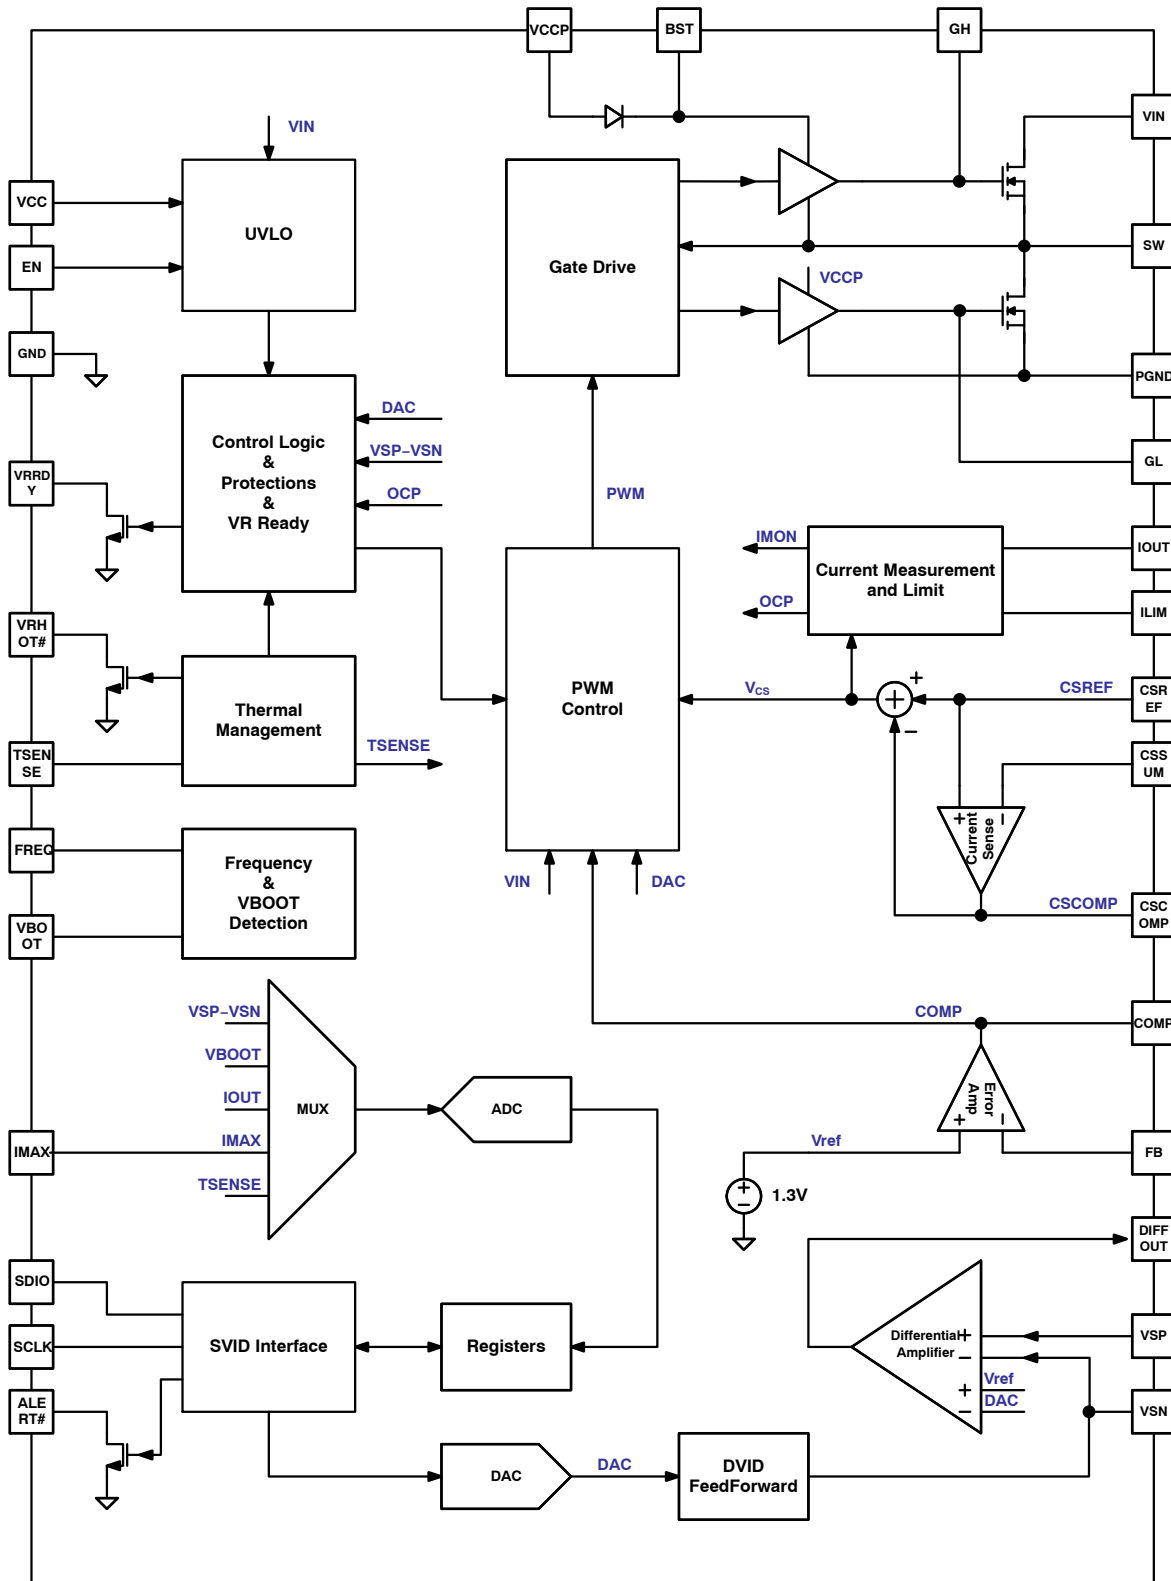 VCCP
BST
GH
VIN
VIN
VCC
EN
UVLO
Gate Drive
VCCP
SW
GND
PGND
DAC
VSP–VSN
OCP
Control Logic
&
Protections
&
VR Ready
GL
VRRD
Y
PWM
IMON
OCP
Current Measurement
and Limit
IOUT
ILIM
VRH
OT#
Thermal
Management
TSENSE
TSEN
SE
PWM
Control
VCS
+
–
CSREF
CSR
EF
CSS
UM
+
–
Current
Sense
CSCOMP
CSC
OMP
FREQ
VBO
OT
Frequency
&
VBOOT
Detection
VIN
DAC
VSP–VSN
VBOOT
IOUT
IMAX
TSENSE
IMAX
MUX
ADC
COMP
COMP
Error
Amp
+
–
Vref
FB
+
–
1.3V
DIFF
OUT
SDIO
SCLK
ALE
RT#
SVID Interface
Registers
Differential
Amplifier
+
–
+
–
Vref
DAC
VSP
VSN
DAC
DAC
DVID
FeedForward